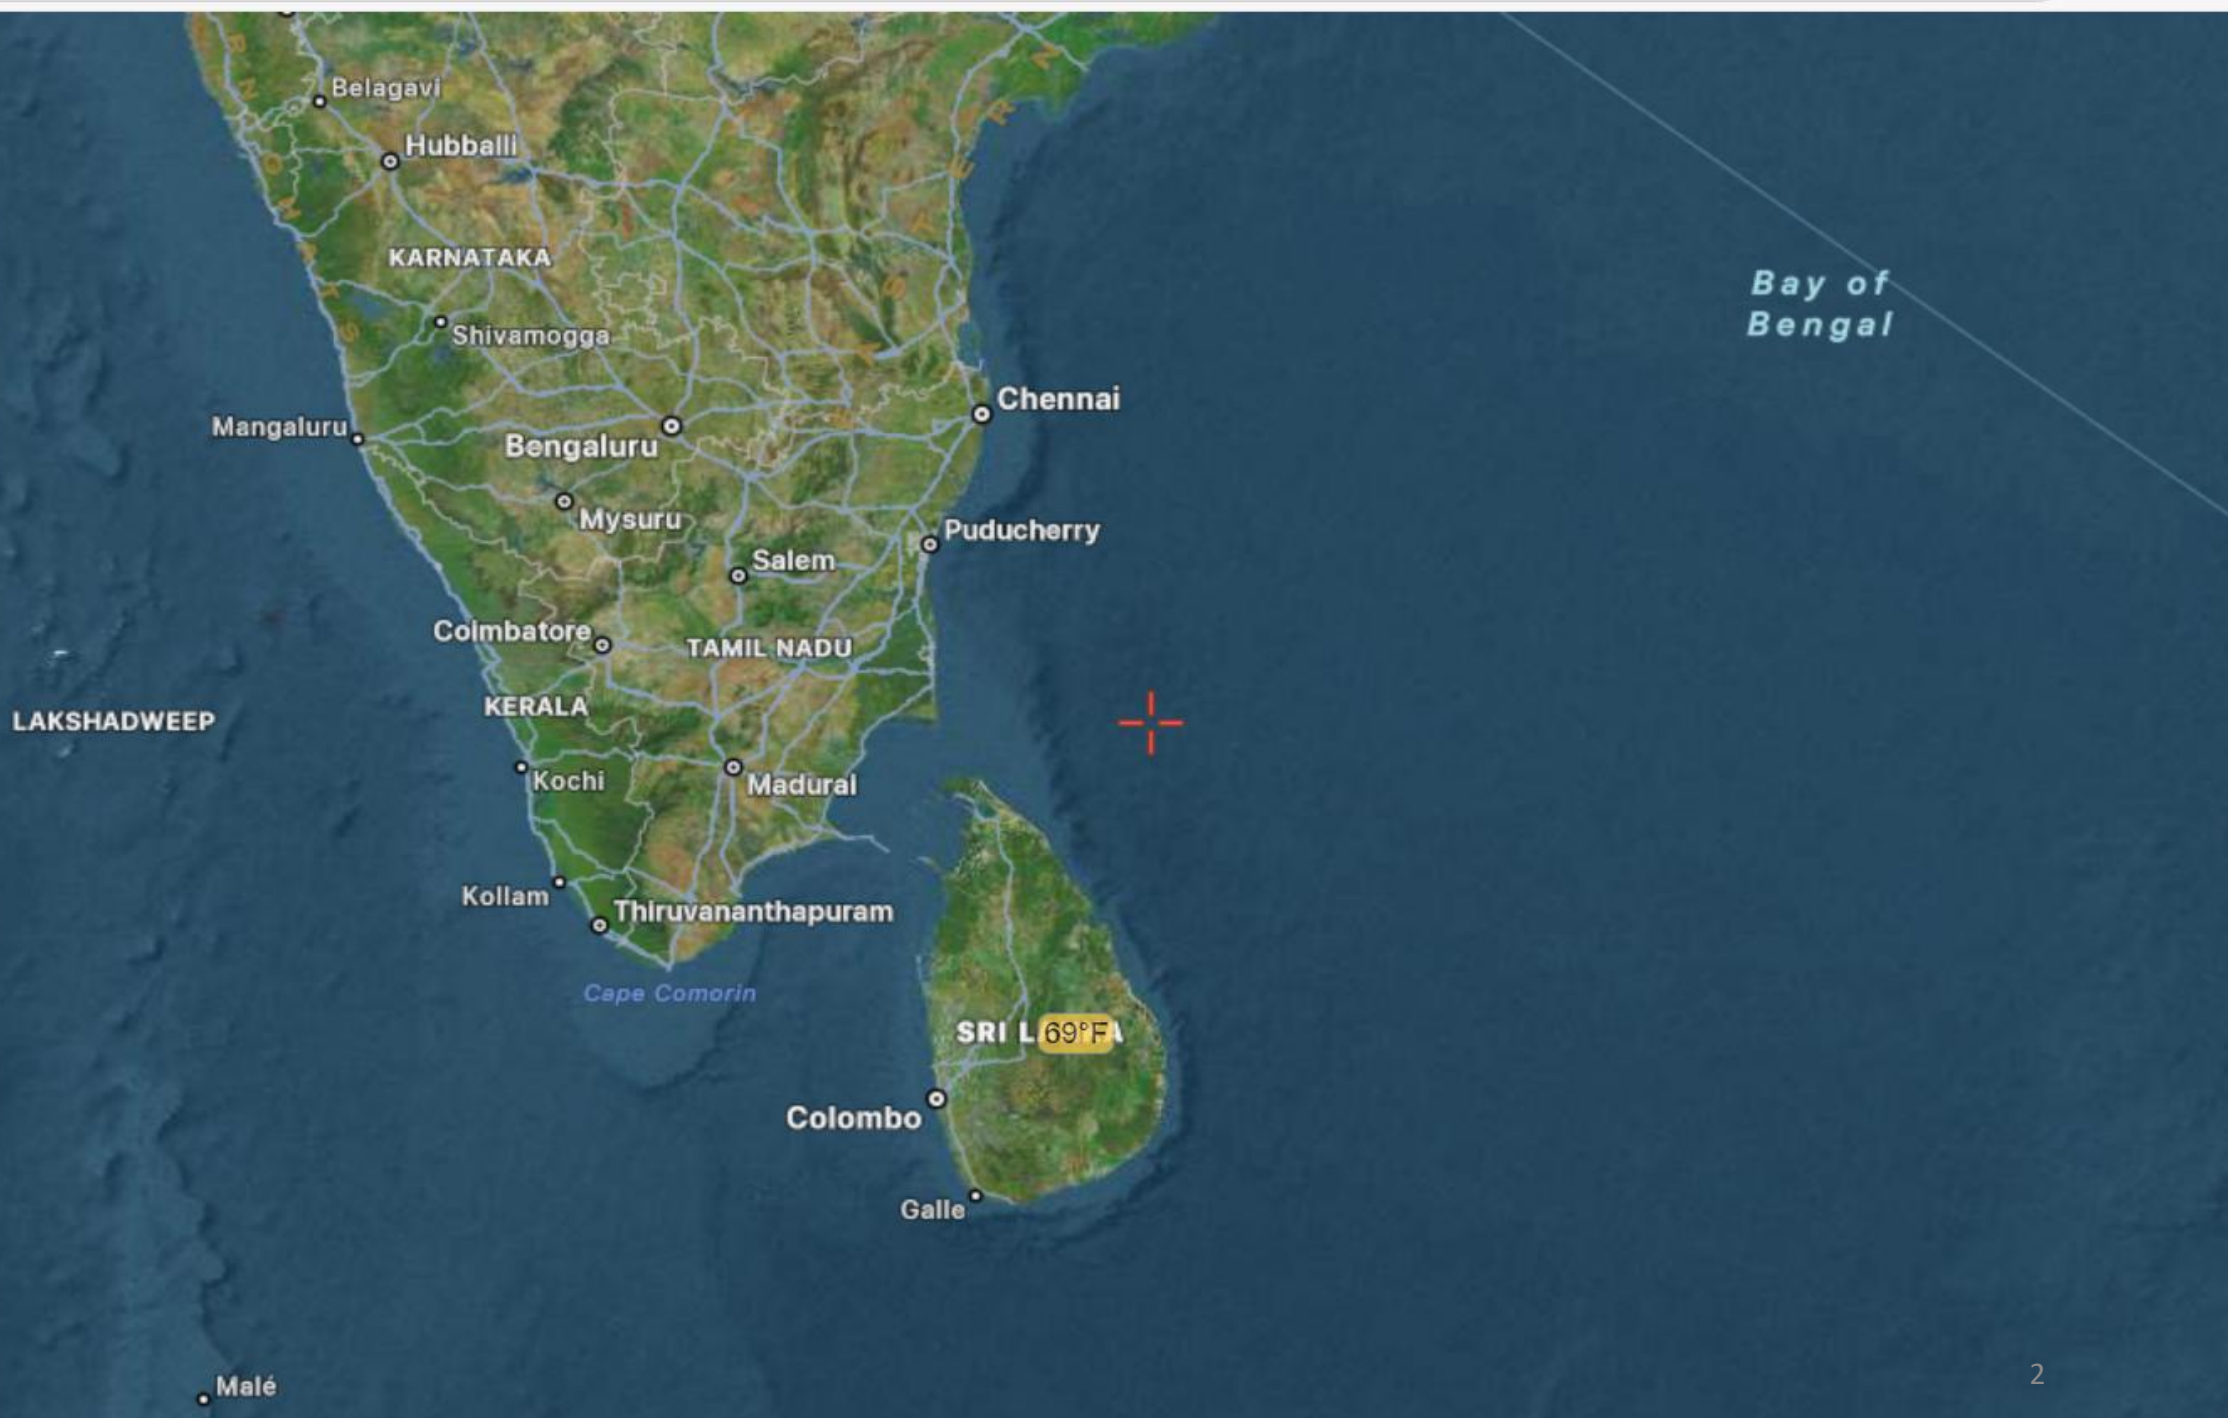 Belagavi
Hubballi
KARNATAKA
Bay of
Bengal
Shivamogga
Chennai
Mangaluru
Bengaluru
Mysuru
Puducherry
Salem
Coimbatore
TAMIL NADU
KERALA
LAKSHADWEEP
Kochi
Madurai
Kollam
Thiruvananthapuram
Cape Comorin
SRI L
69°F
A
Colombo
Galle
Malé
2